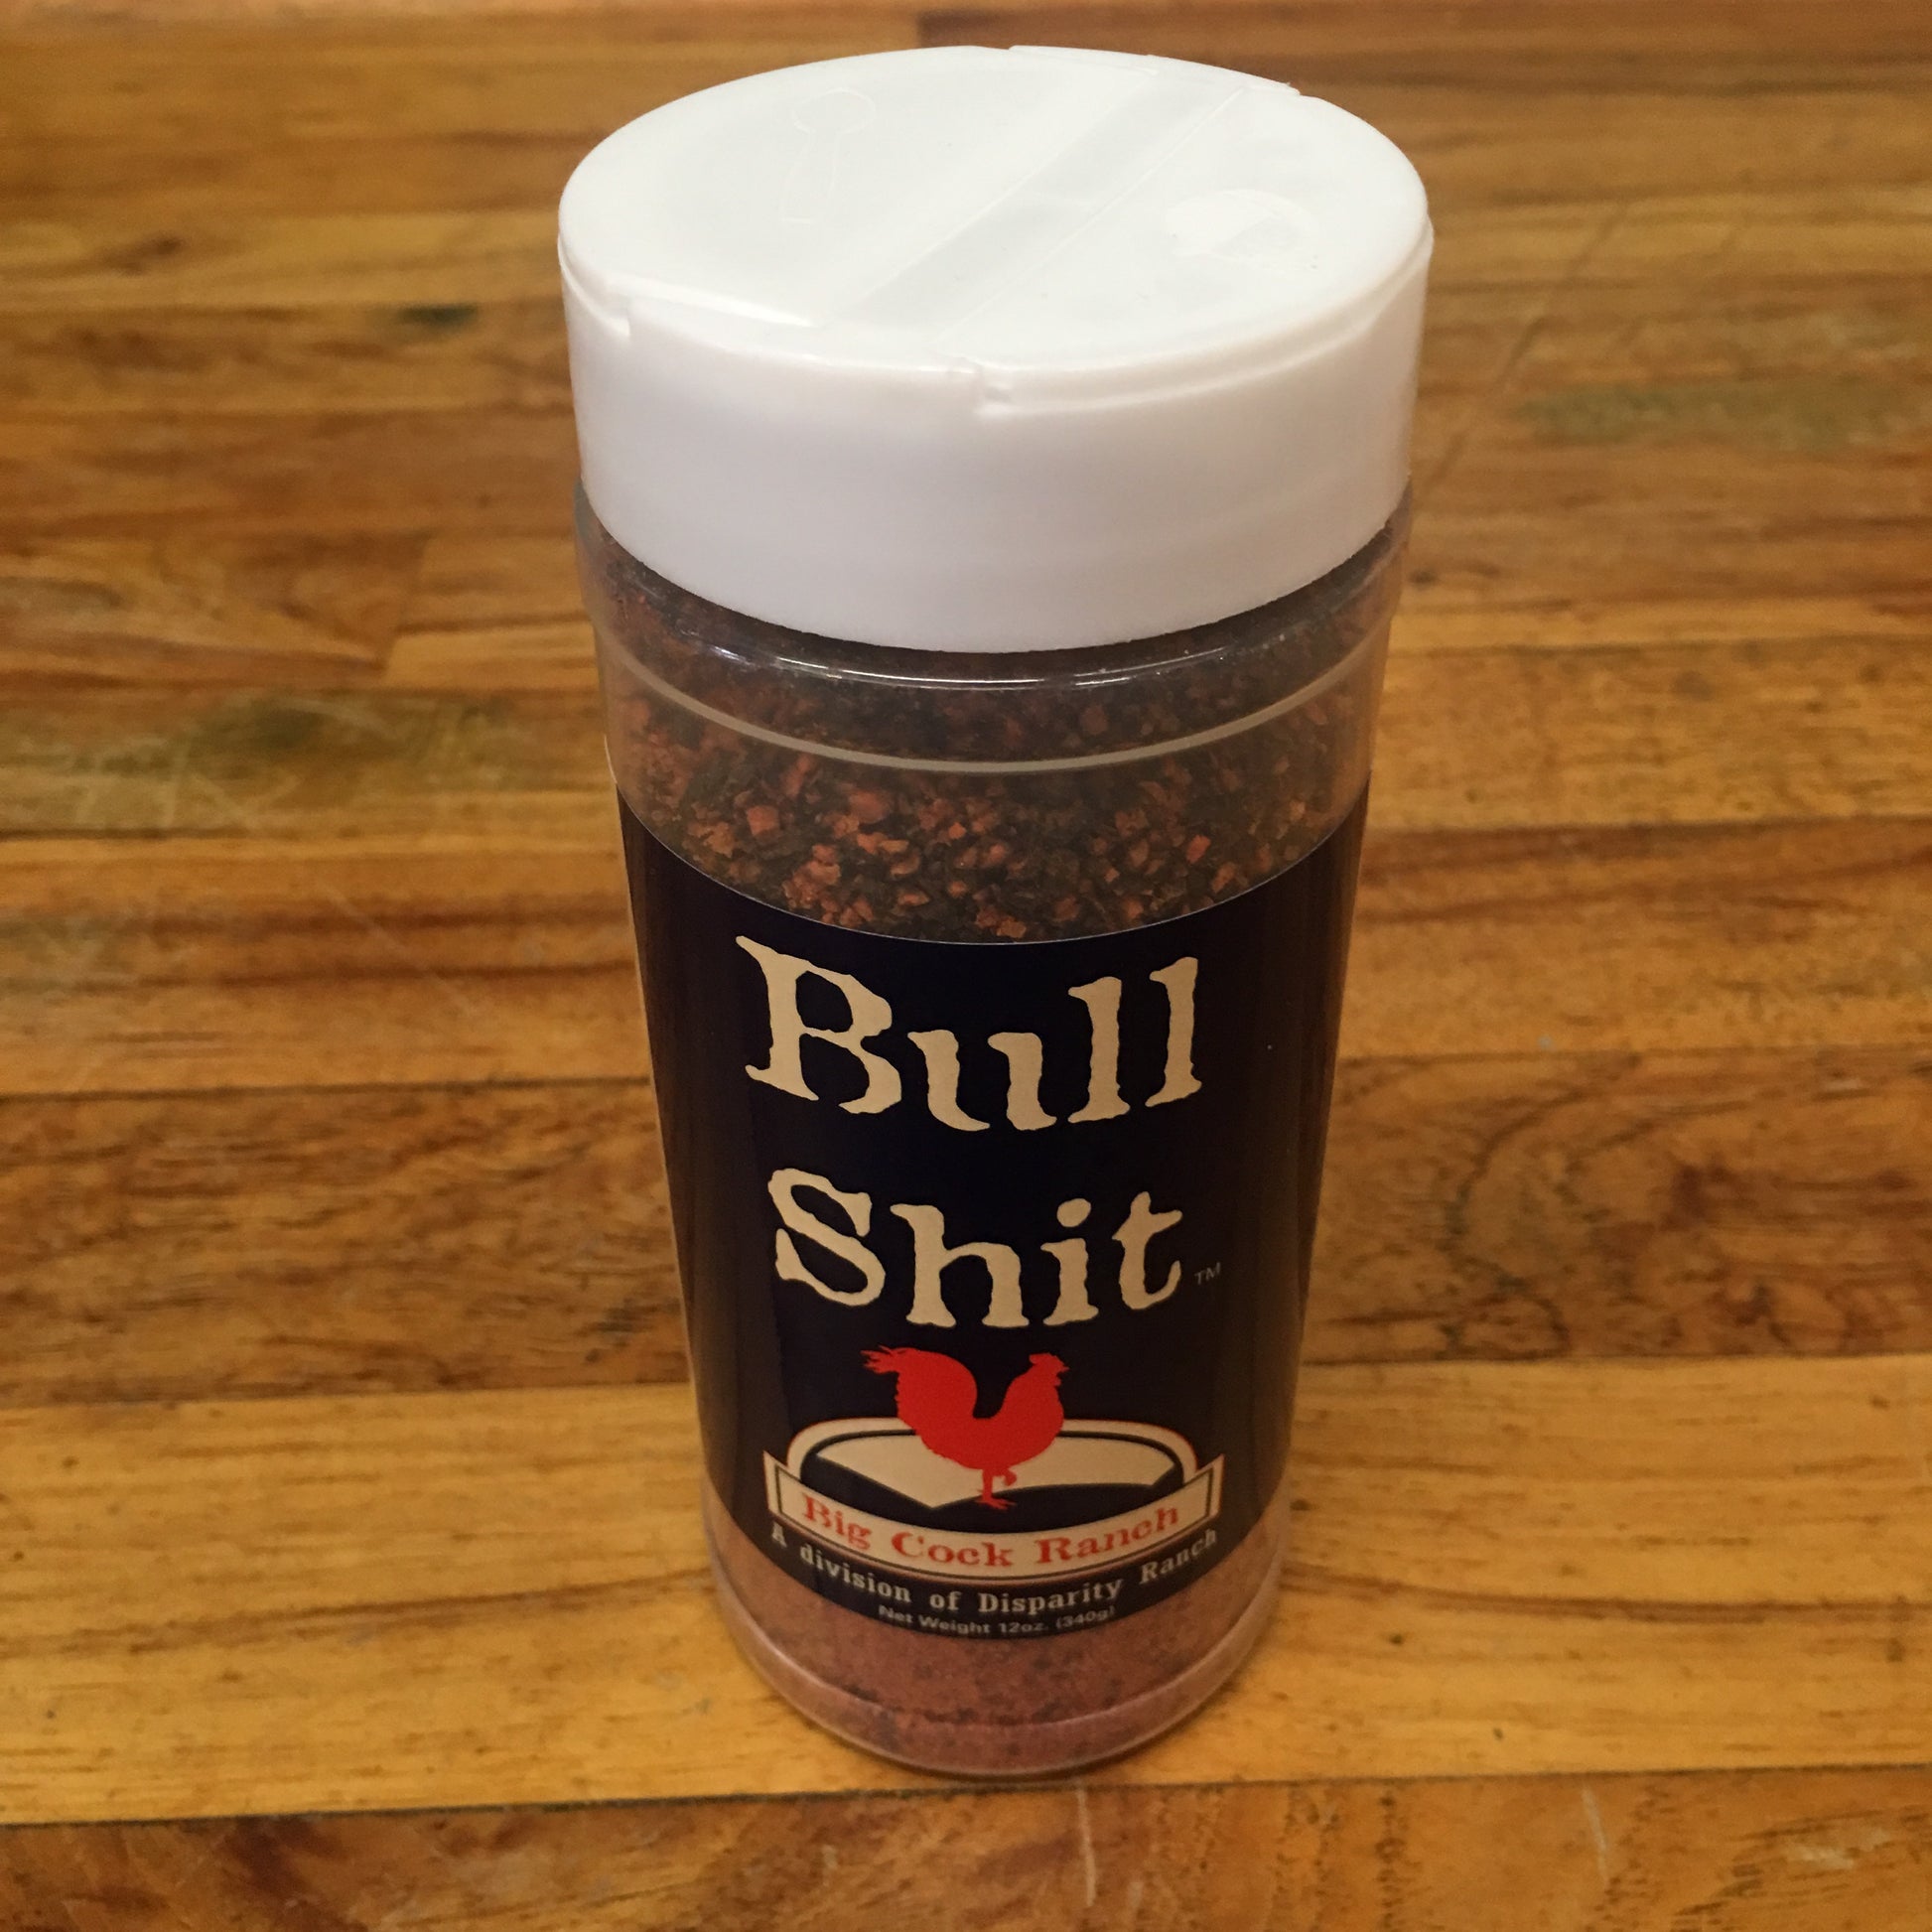 Bull
Shit™
Big Cock Ranch
A division of Disparity Ranch
Net Weight 12oz. (340g)